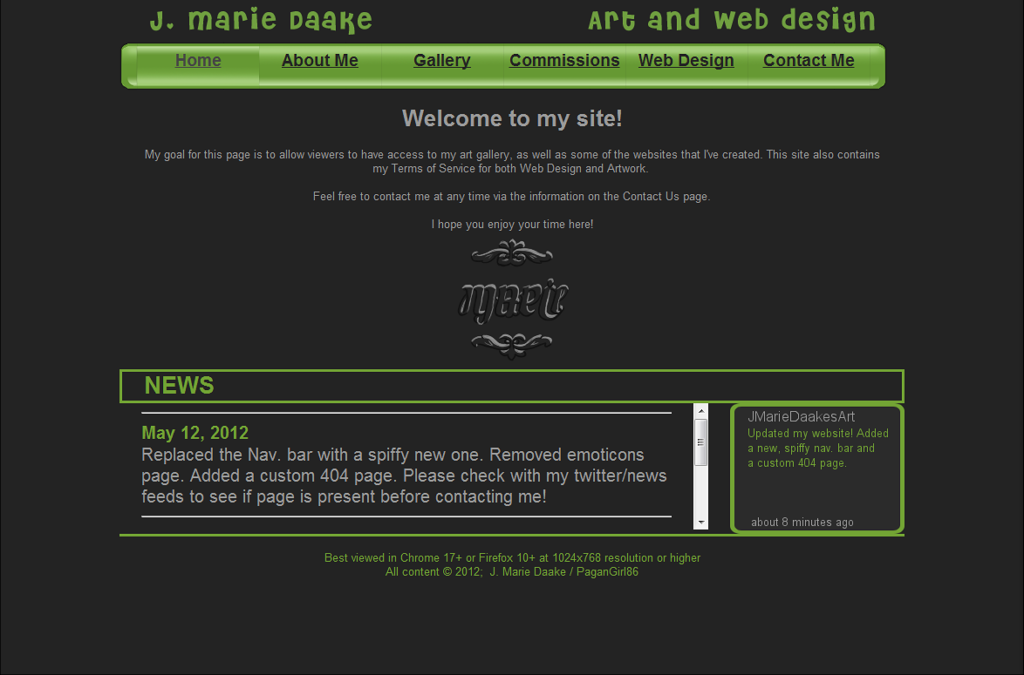 J. Marie Daake
Art and Web design
Home About Me Gallery Commissions Web Design Contact Me
Welcome to my site!
My goal for this page is to allow viewers to have access to my art gallery, as well as some of the websites that I've created. This site also contains
my Terms of Service for both Web Design and Artwork.
Feel free to contact me at any time via the information on the Contact Us page.
I hope you enjoy your time here!
Marie
NEWS
May 12, 2012
Replaced the Nav. bar with a spiffy new one. Removed emoticons
page. Added a custom 404 page. Please check with my twitter/news
feeds to see if page is present before contacting me!
JMarieDaakesArt
Updated my website! Added
a new, spiffy nav. bar and
a custom 404 page.
about 8 minutes ago
Best viewed in Chrome 17+ or Firefox 10+ at 1024x768 resolution or higher
All content © 2012; J. Marie Daake / PaganGirl86